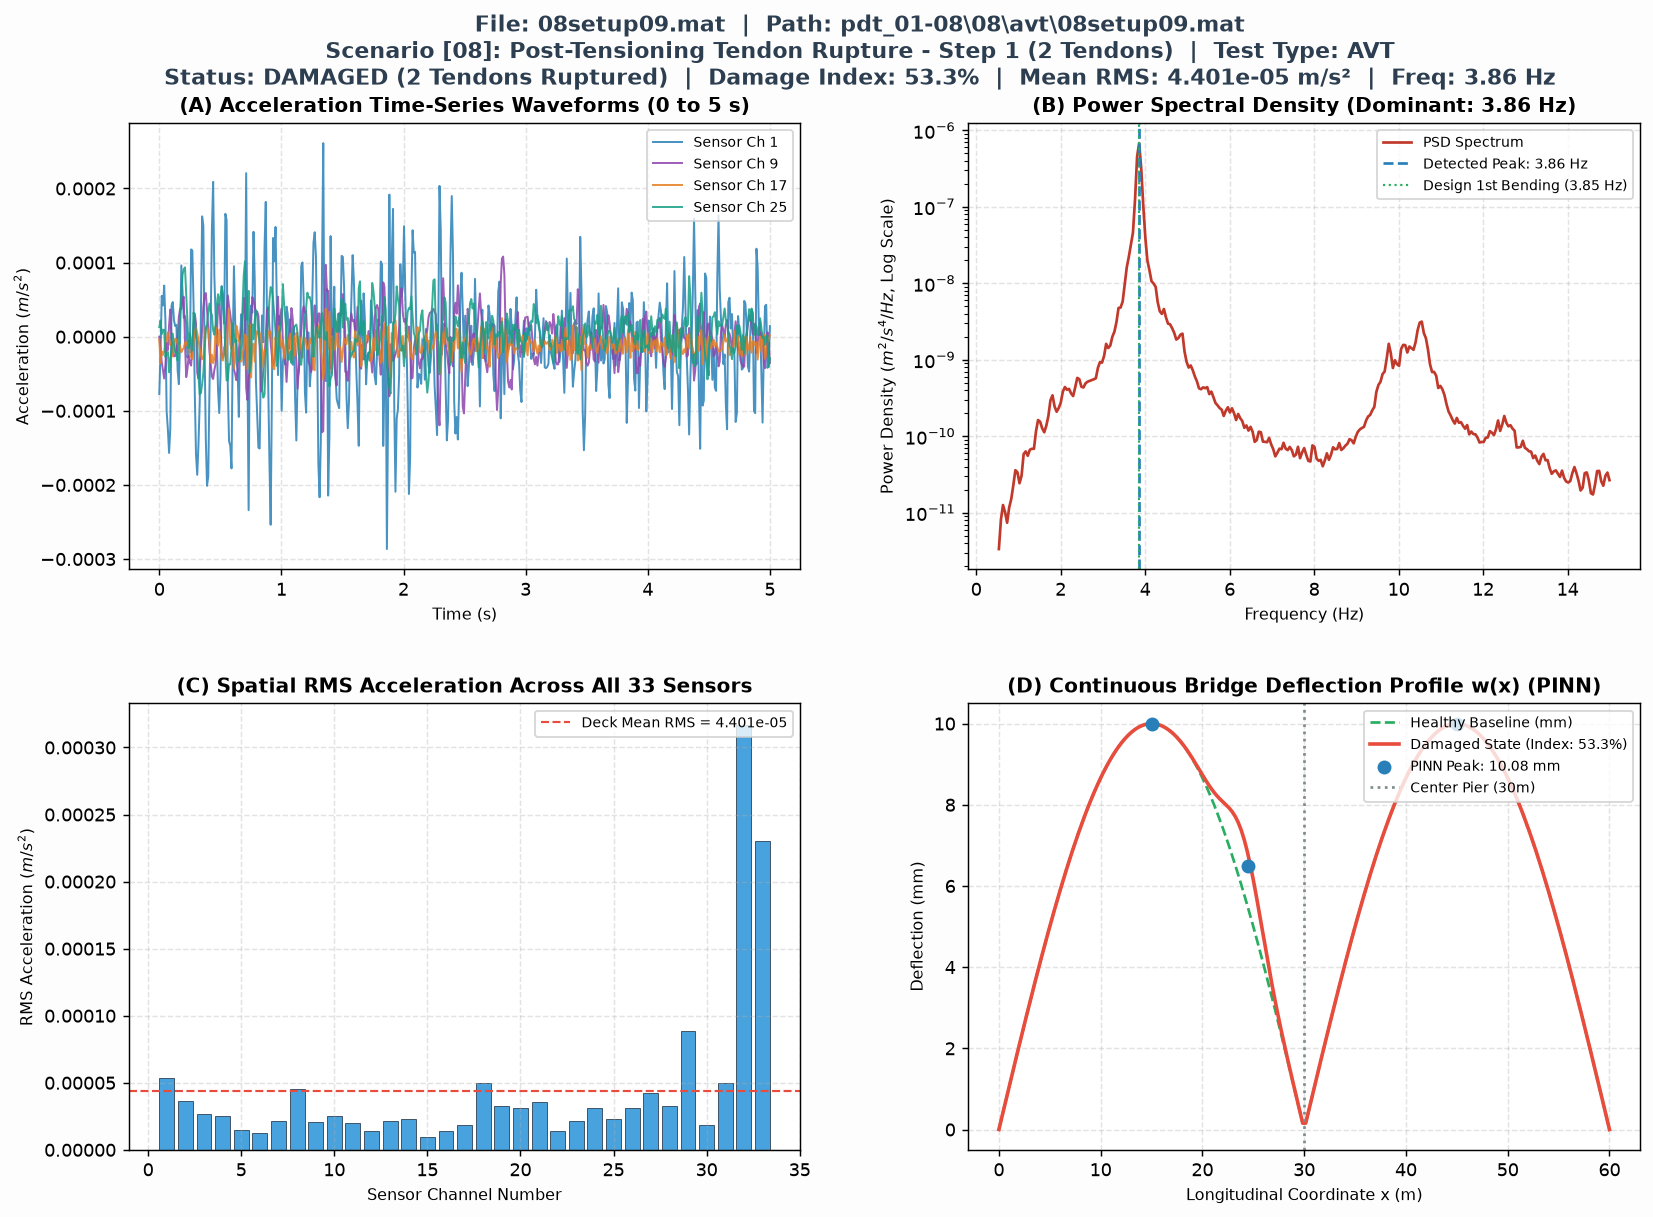 File: 08setup09.mat | Path: pdt_01-08\08\avt\08setup09.mat
Scenario [08]: Post-Tensioning Tendon Rupture - Step 1 (2 Tendons) | Test Type: AVT
Status: DAMAGED (2 Tendons Ruptured) | Damage Index: 53.3% | Mean RMS: 4.401e-05 m/s² | Freq: 3.86 Hz
(A) Acceleration Time-Series Waveforms (0 to 5 s)
Sensor Ch 1
Sensor Ch 9
Sensor Ch 17
Sensor Ch 25
Acceleration (m/s²)
0.0002
0.0001
0.0000
−0.0001
−0.0002
−0.0003
0 1 2 3 4 5
Time (s)
(B) Power Spectral Density (Dominant: 3.86 Hz)
PSD Spectrum
Detected Peak: 3.86 Hz
Design 1st Bending (3.85 Hz)
Power Density (m²/s⁴/Hz, Log Scale)
10⁻⁶
10⁻⁷
10⁻⁸
10⁻⁹
10⁻¹⁰
10⁻¹¹
0 2 4 6 8 10 12 14
Frequency (Hz)
(C) Spatial RMS Acceleration Across All 33 Sensors
Deck Mean RMS = 4.401e-05
RMS Acceleration (m/s²)
0.00030
0.00025
0.00020
0.00015
0.00010
0.00005
0.00000
0 5 10 15 20 25 30 35
Sensor Channel Number
(D) Continuous Bridge Deflection Profile w(x) (PINN)
Healthy Baseline (mm)
Damaged State (Index: 53.3%)
PINN Peak: 10.08 mm
Center Pier (30m)
Deflection (mm)
10
8
6
4
2
0
0 10 20 30 40 50 60
Longitudinal Coordinate x (m)